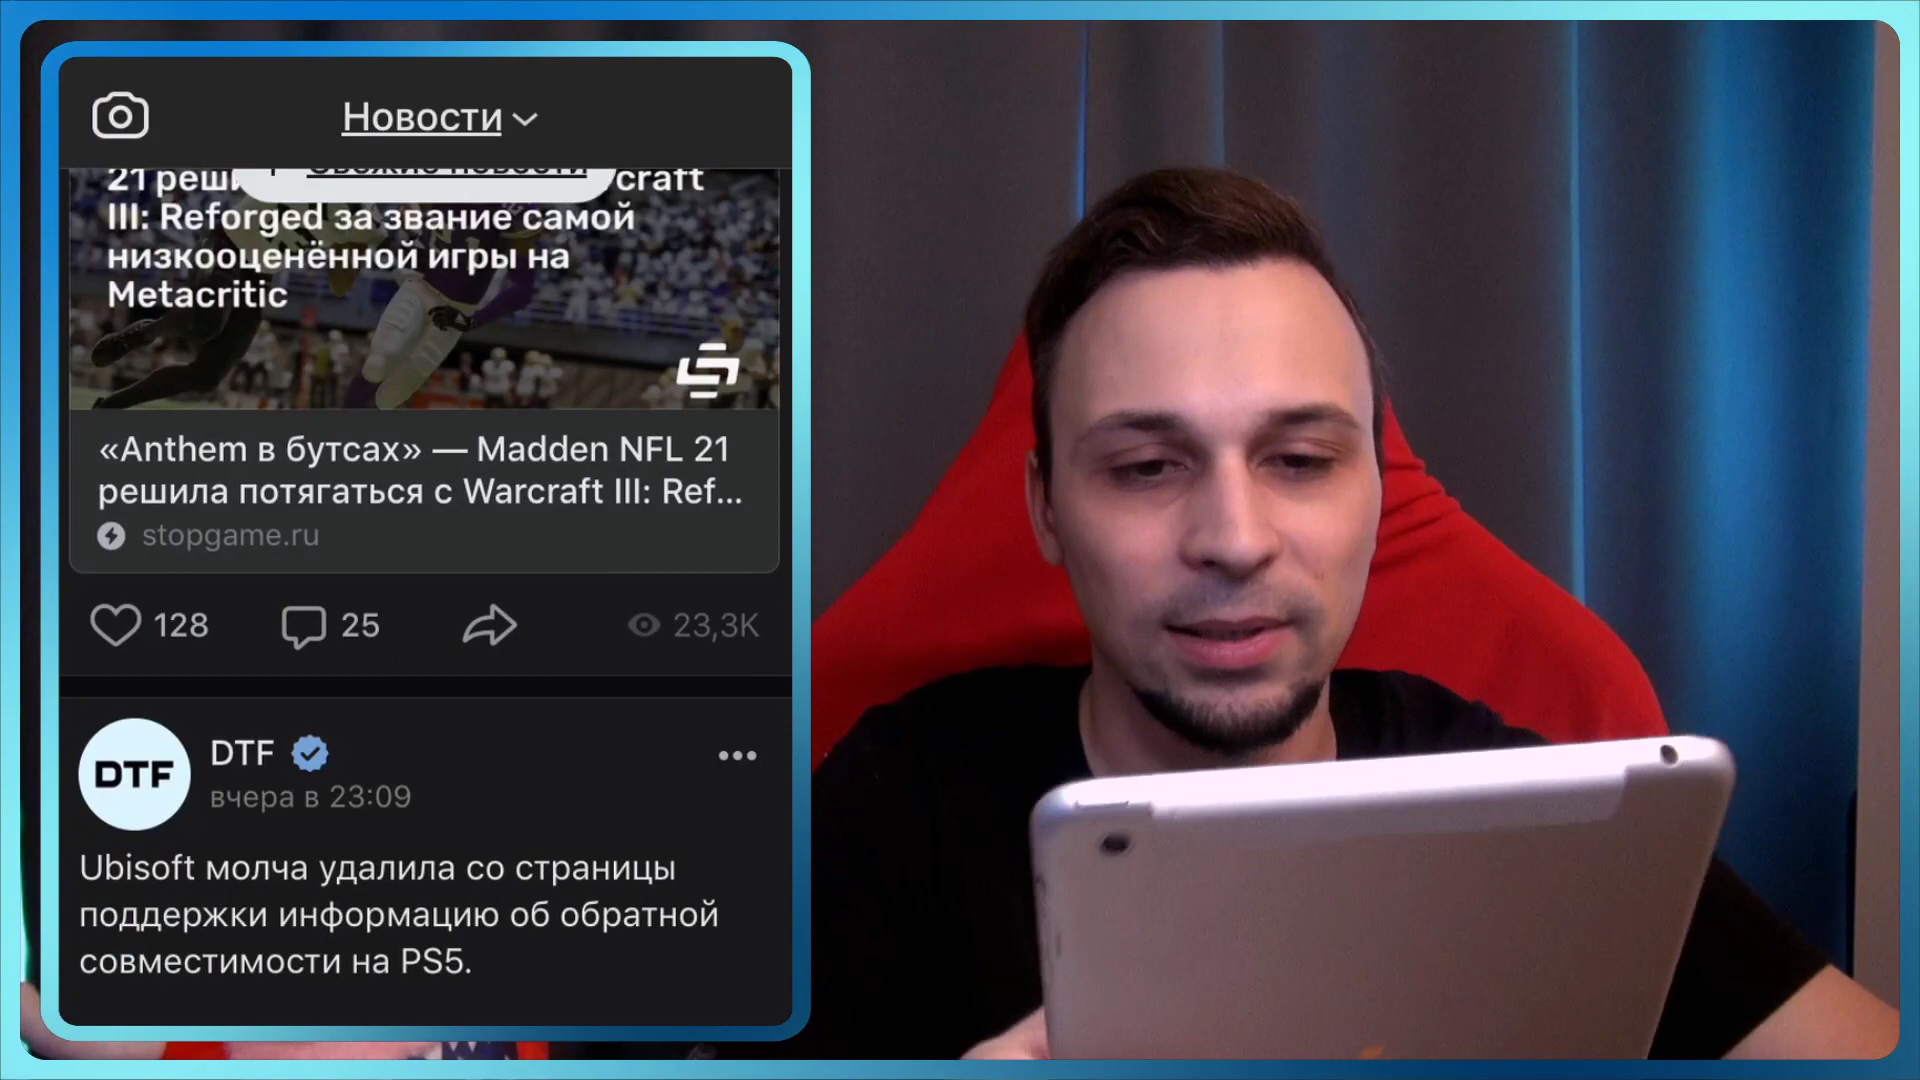 Новости
21 craft
III: Reforged за звание самой
низкооценённой игры на
Metacritic
«Anthem в бутсах» — Madden NFL 21
решила потягаться с Warcraft III: Ref...
stopgame.ru
128
25
23,3K
DTF
DTF
вчера в 23:09
Ubisoft молча удалила со страницы
поддержки информацию об обратной
совместимости на PS5.